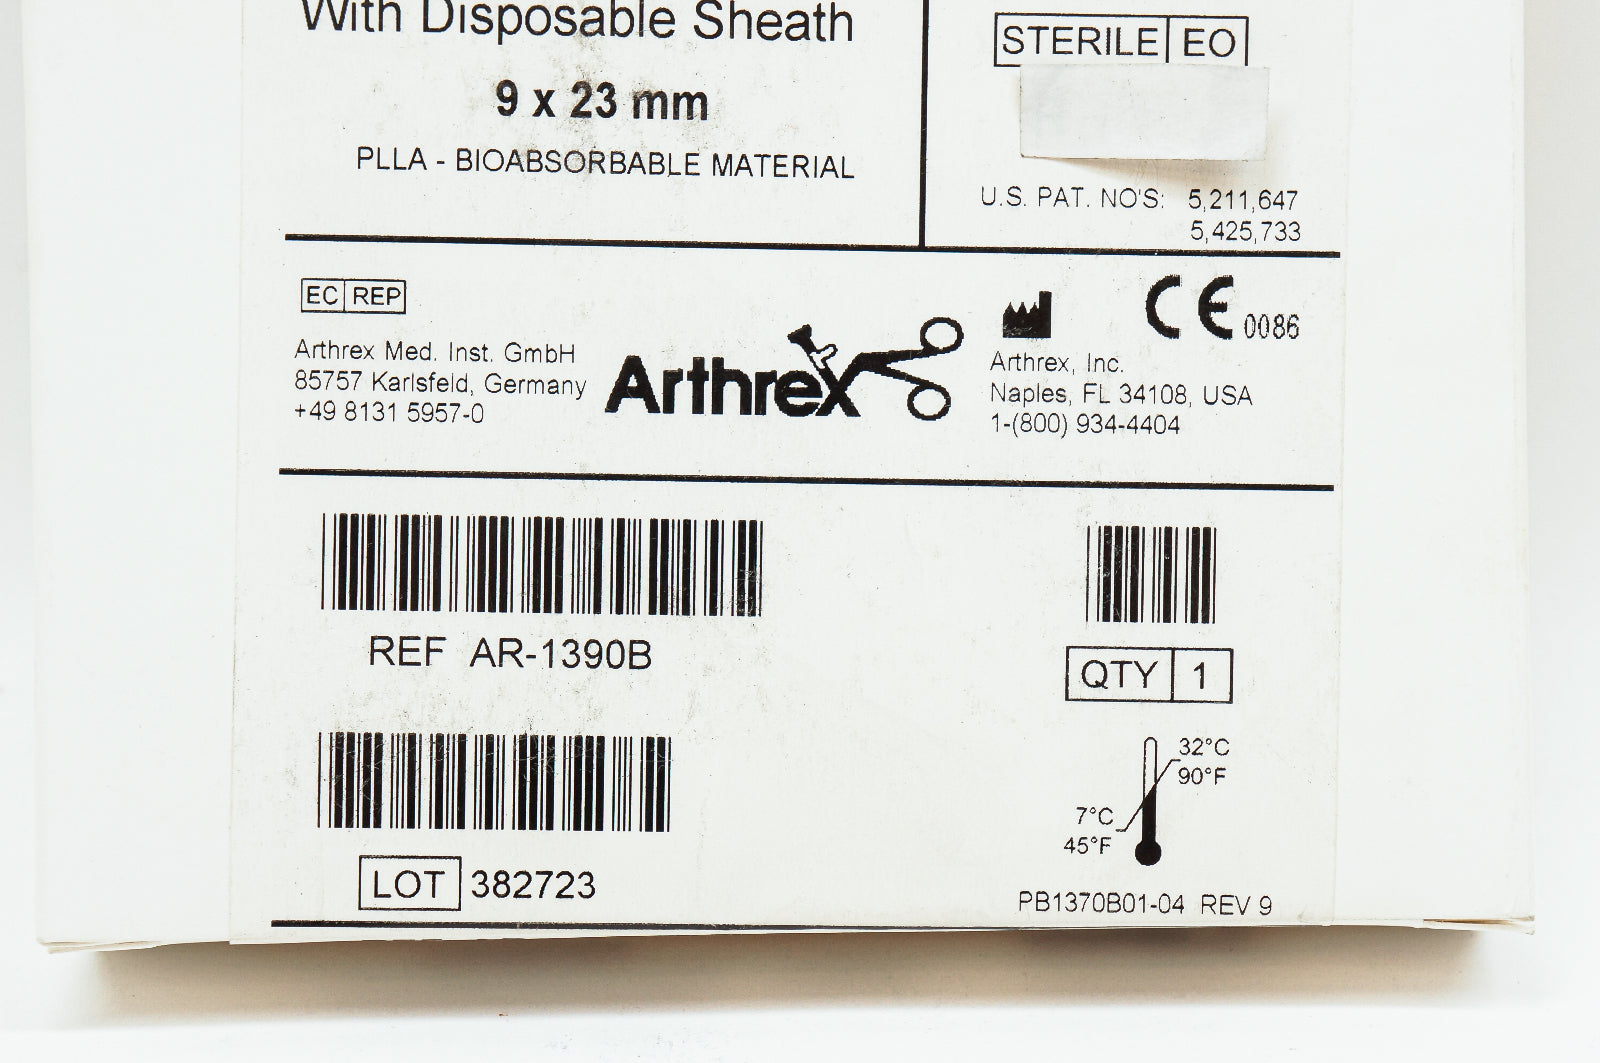 With Disposable Sheath
9 x 23 mm
PLLA - BIOABSORBABLE MATERIAL
STERILE EO
U.S. PAT. NO'S: 5,211,647
5,425,733
EC REP
Arthrex Med. Inst. GmbH
85757 Karlsfeld, Germany
+49 8131 5957-0
Arthrex
CE 0086
Arthrex, Inc.
Naples, FL 34108, USA
1-(800) 934-4404
REF AR-1390B
QTY 1
LOT 382723
32°C
90°F
7°C
45°F
PB1370B01-04 REV 9